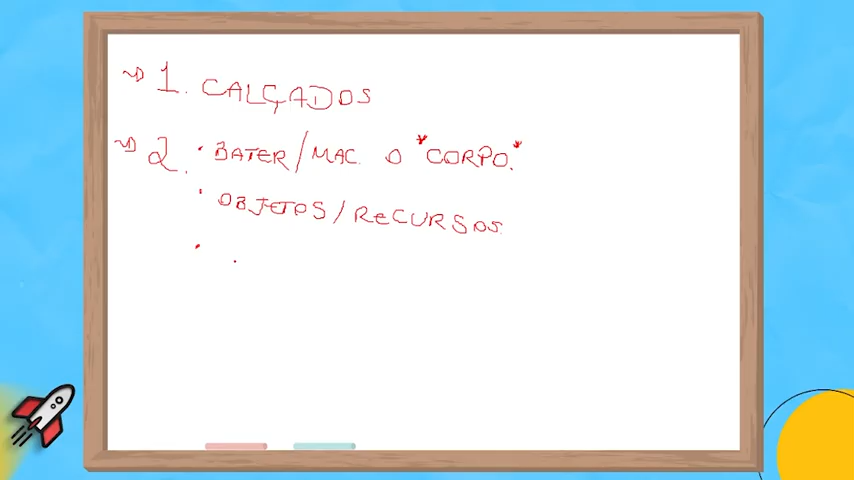 → 1. CALÇADOS
→ 2. • BATER/MAC. O "CORPO."
• OBJETOS/RECURSOS
•